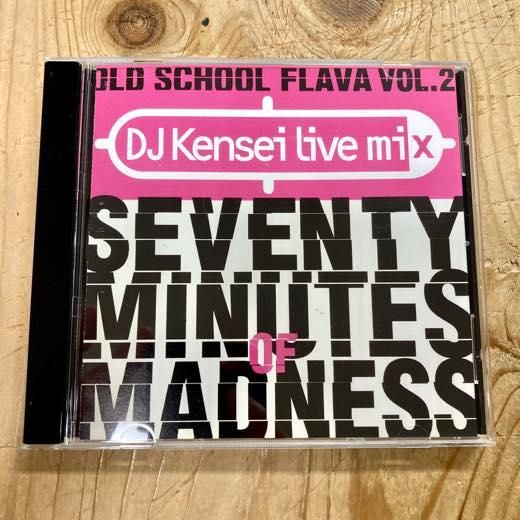 OLD SCHOOL FLAVA VOL.2
DJ Kensei live mix
SEVENTY
MINUTES
OF
MADNESS